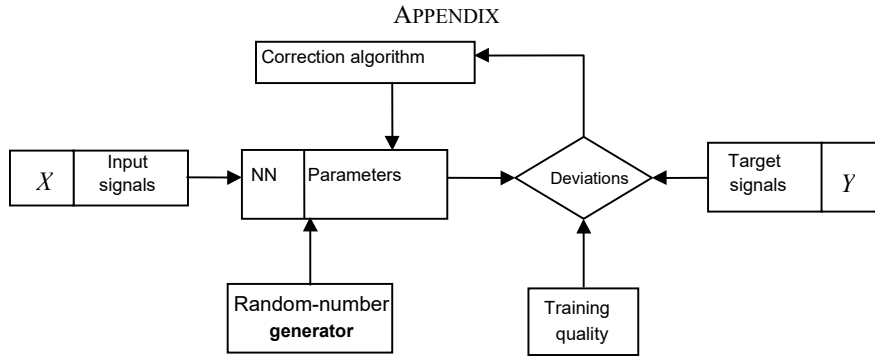 APPENDIX
Correction algorithm
X
Input
signals
NN
Parameters
Deviations
Target
signals
Y
Random-number
generator
Training
quality